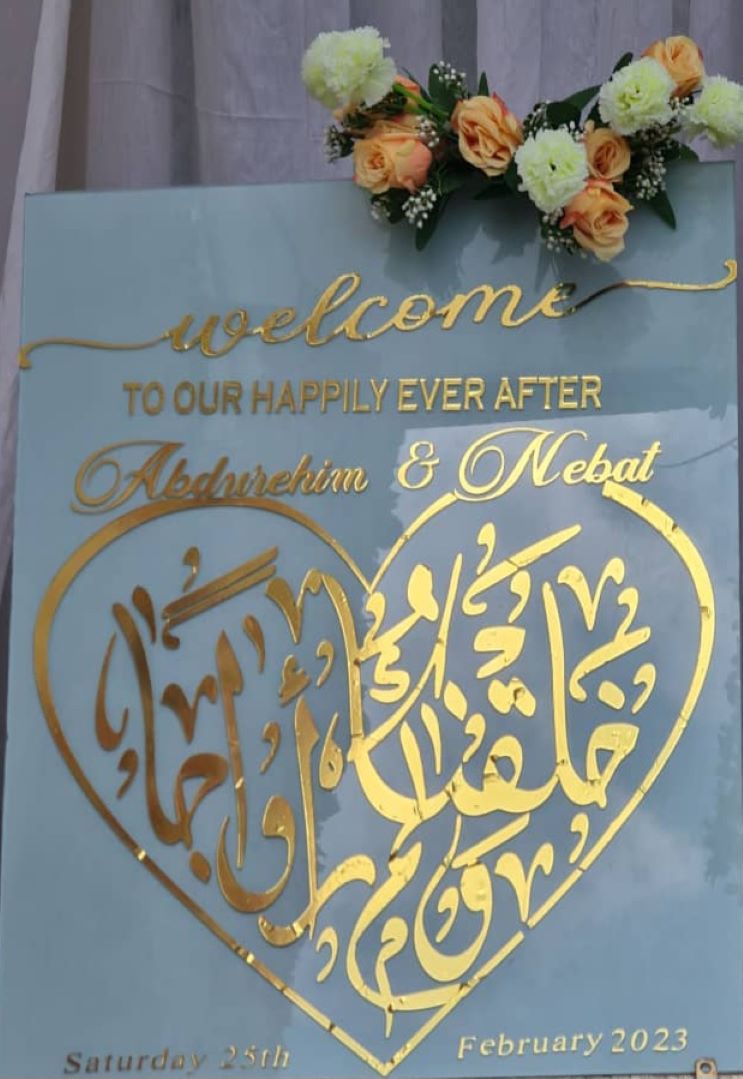 welcome
TO OUR HAPPILY EVER AFTER
Abdurehim & Nebat
وخلقناكم أزواجا
Saturday 25th February 2023